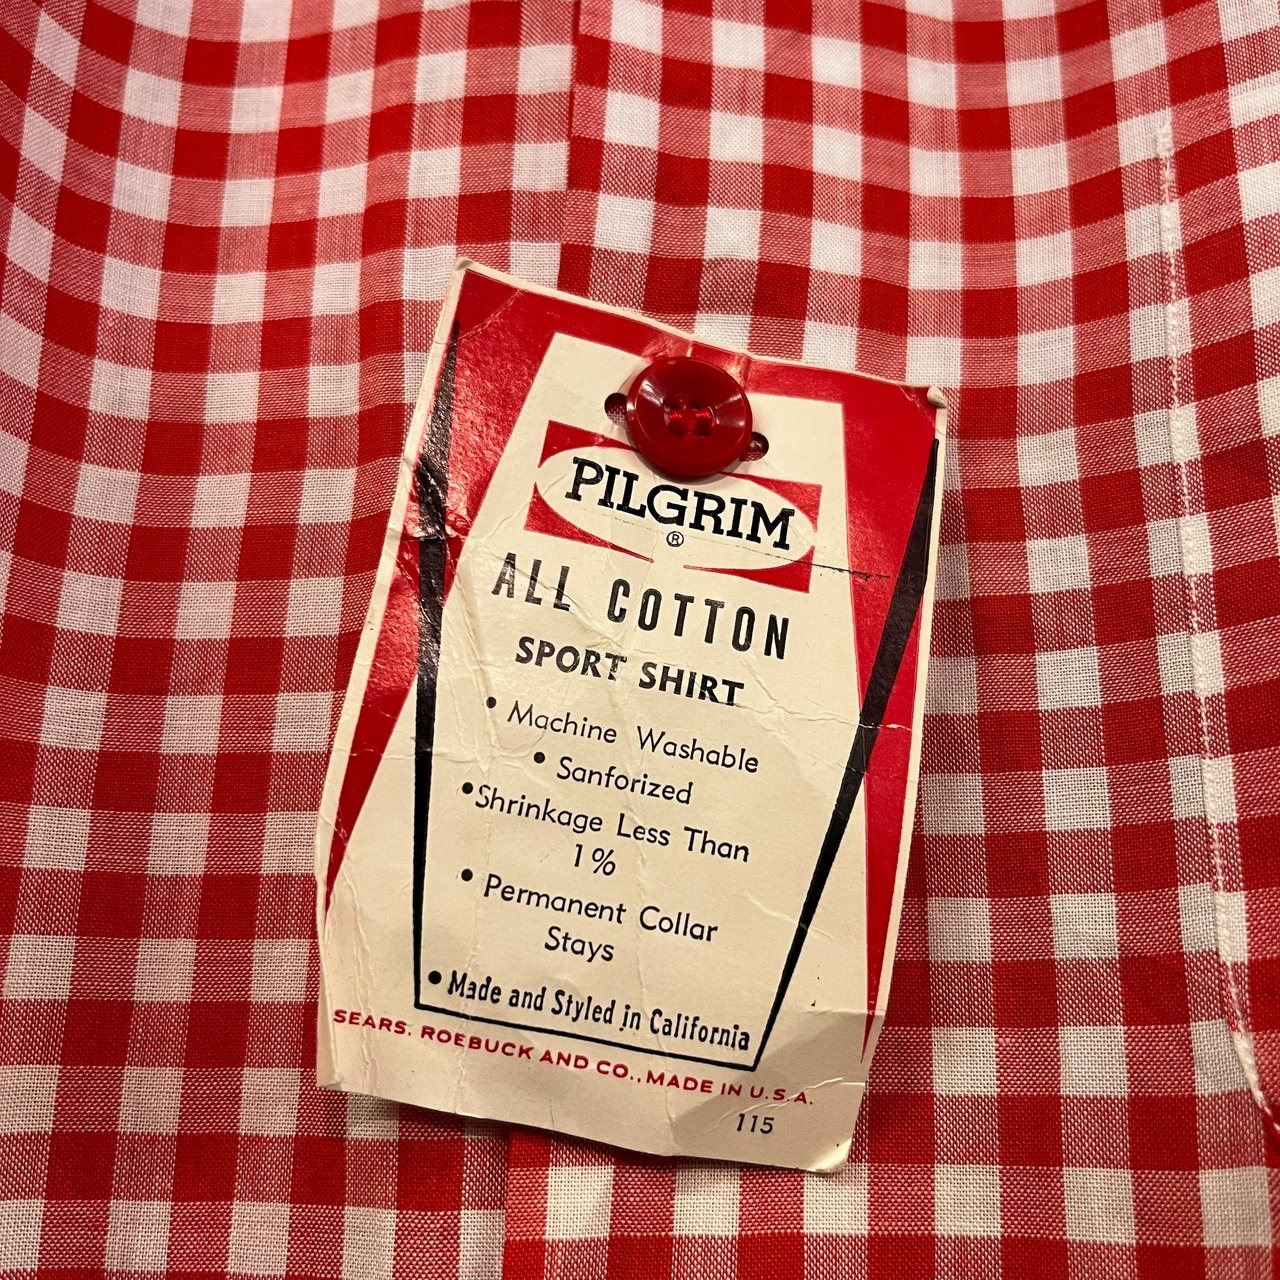 PILGRIM
®
ALL COTTON
SPORT SHIRT
• Machine Washable
• Sanforized
• Shrinkage Less Than
1%
• Permanent Collar
Stays
• Made and Styled in California
SEARS, ROEBUCK AND CO., MADE IN U.S.A.
115